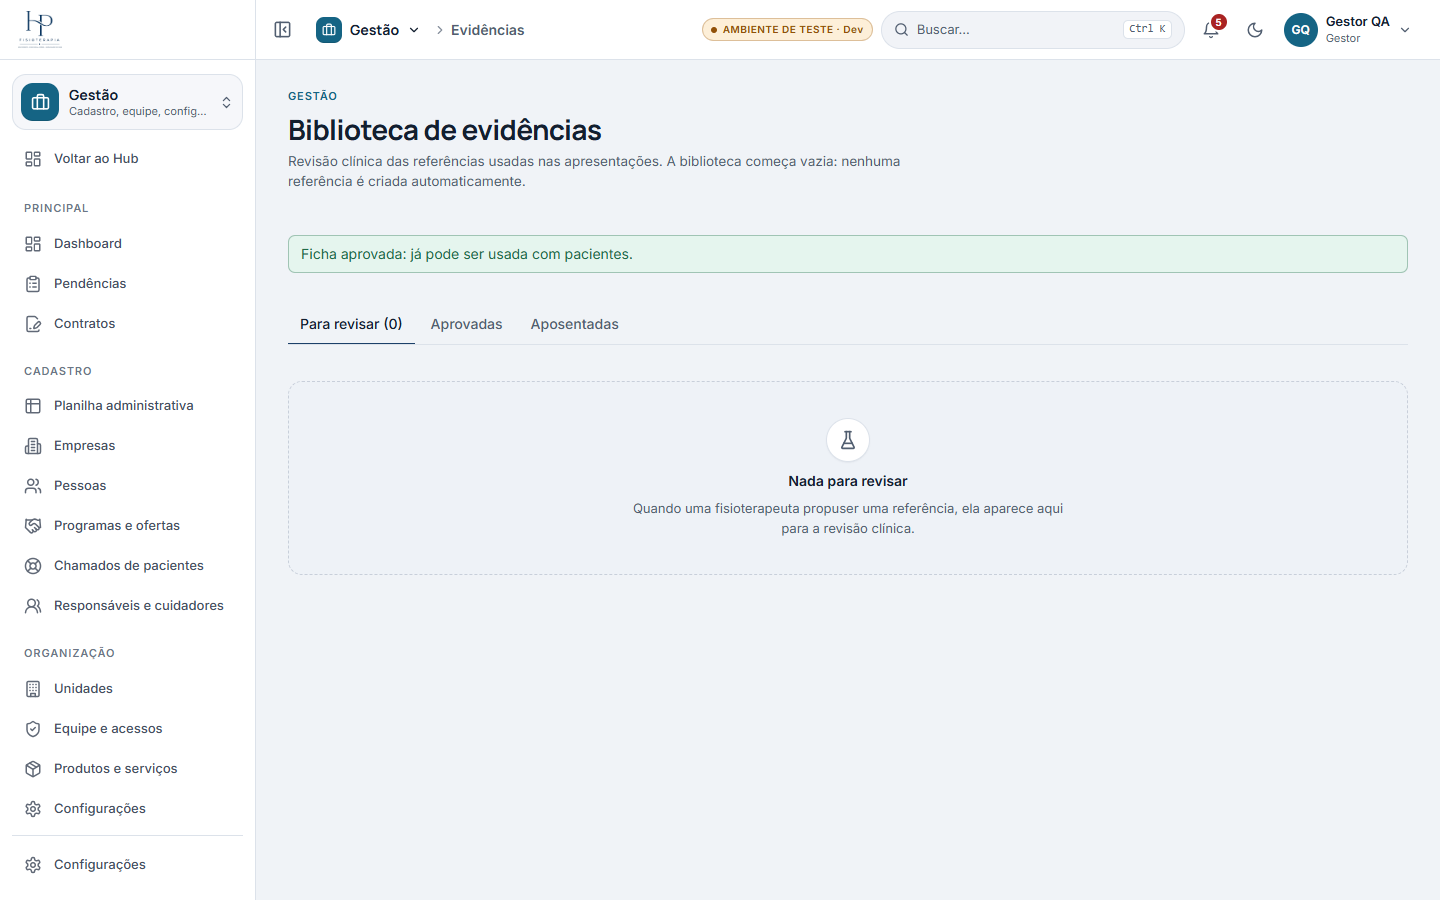 HP
FISIOTERAPIA
Gestão
Evidências
AMBIENTE DE TESTE · Dev
Buscar...
Ctrl K
5
GQ
Gestor QA
Gestor
Gestão
Cadastro, equipe, config...
Voltar ao Hub
PRINCIPAL
Dashboard
Pendências
Contratos
CADASTRO
Planilha administrativa
Empresas
Pessoas
Programas e ofertas
Chamados de pacientes
Responsáveis e cuidadores
ORGANIZAÇÃO
Unidades
Equipe e acessos
Produtos e serviços
Configurações
Configurações
GESTÃO
Biblioteca de evidências
Revisão clínica das referências usadas nas apresentações. A biblioteca começa vazia: nenhuma
referência é criada automaticamente.
Ficha aprovada: já pode ser usada com pacientes.
Para revisar (0)
Aprovadas
Aposentadas
Nada para revisar
Quando uma fisioterapeuta propuser uma referência, ela aparece aqui
para a revisão clínica.